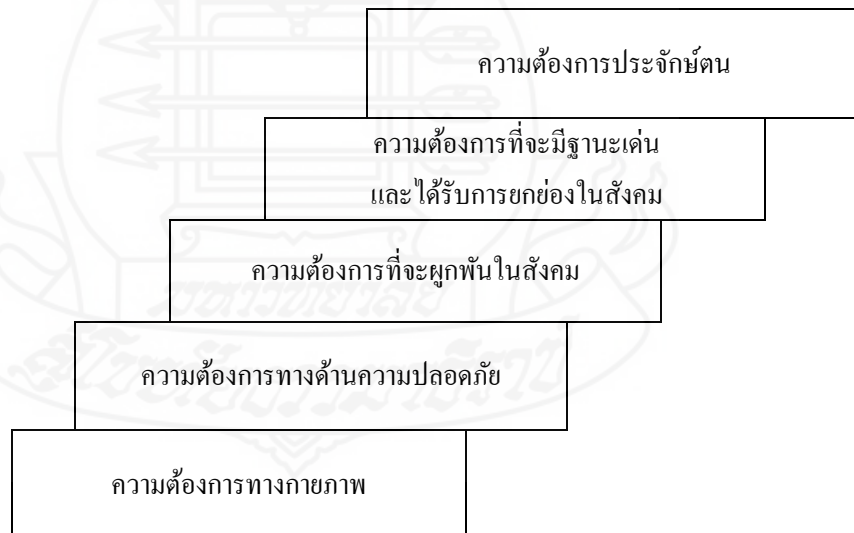 ความต้องการประจักษ์ตน
ความต้องการที่จะมีฐานะเด่น
และได้รับการยกย่องในสังคม
ความต้องการที่จะผูกพันในสังคม
ความต้องการทางด้านความปลอดภัย
ความต้องการทางกายภาพ